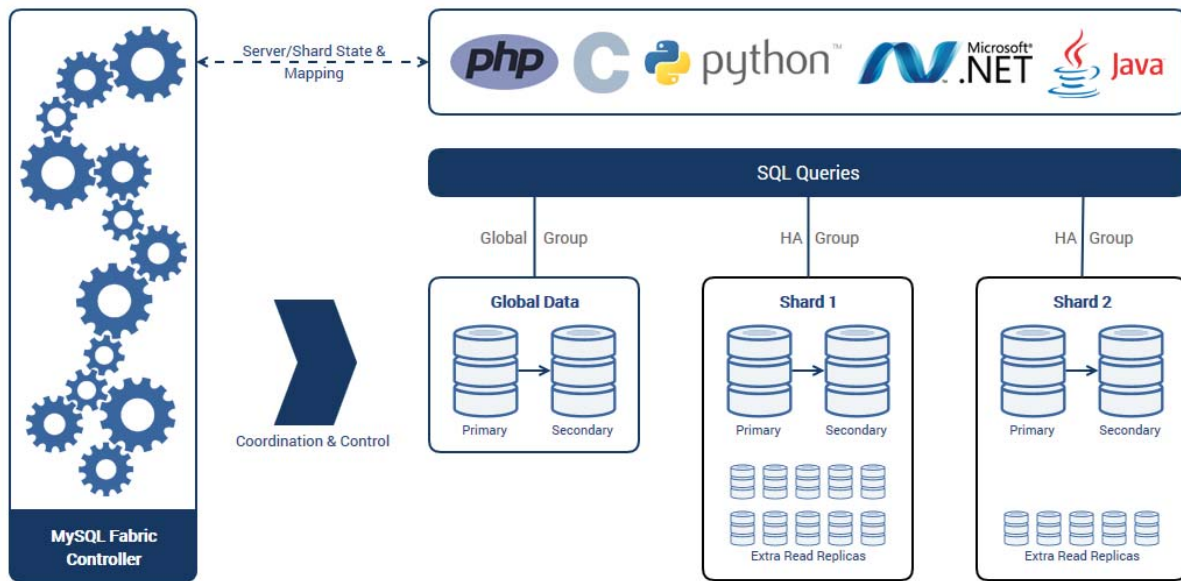 Server/Shard State &
Mapping
php
C
python™
Microsoft®
.NET
Java
SQL Queries
Global Group
HA Group
HA Group
Global Data
Primary Secondary
Shard 1
Primary Secondary
Extra Read Replicas
Shard 2
Primary Secondary
Extra Read Replicas
Coordination & Control
MySQL Fabric
Controller